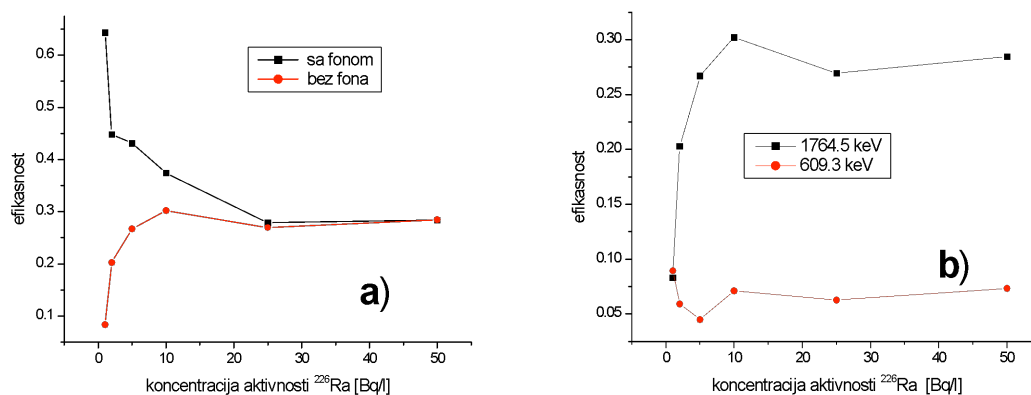 0.6
0.5
0.4
0.3
0.2
0.1
efikasnost
sa fonom
bez fona
a)
0 10 20 30 40 50
koncentracija aktivnosti ²²⁶Ra [Bq/l]
0.30
0.25
0.20
0.15
0.10
0.05
efikasnost
1764.5 keV
609.3 keV
b)
0 10 20 30 40 50
koncentracija aktivnosti ²²⁶Ra [Bq/l]